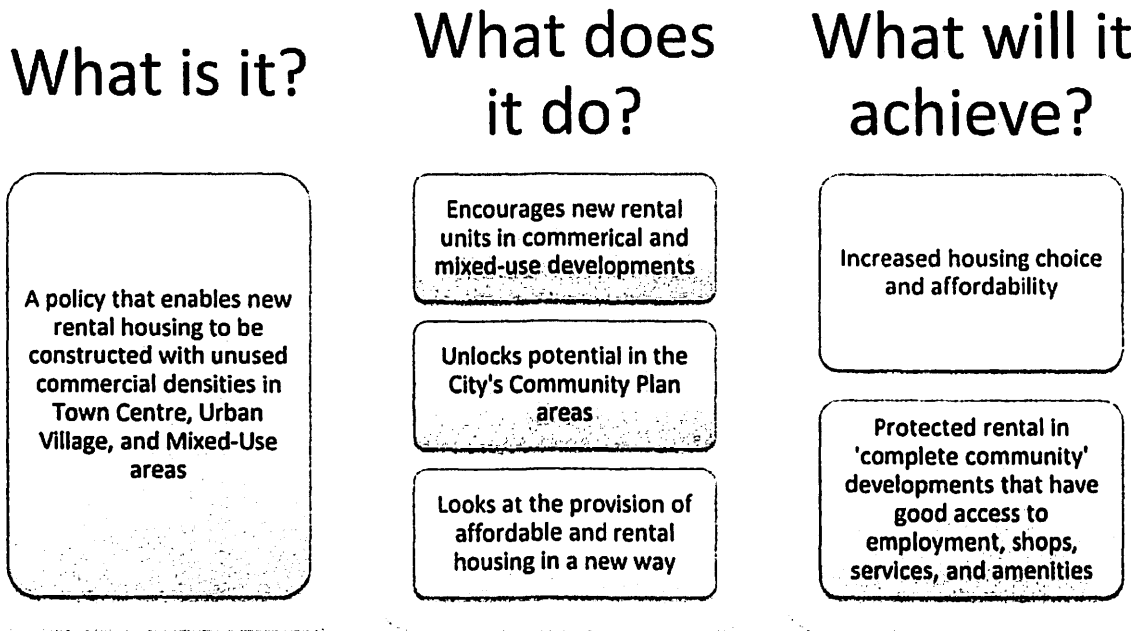 What is it?
A policy that enables new
rental housing to be
constructed with unused
commercial densities in
Town Centre, Urban
Village, and Mixed-Use
areas
What does
it do?
Encourages new rental
units in commerical and
mixed-use developments
Unlocks potential in the
City's Community Plan
areas
Looks at the provision of
affordable and rental
housing in a new way
What will it
achieve?
Increased housing choice
and affordability
Protected rental in
'complete community'
developments that have
good access to
employment, shops,
services, and amenities